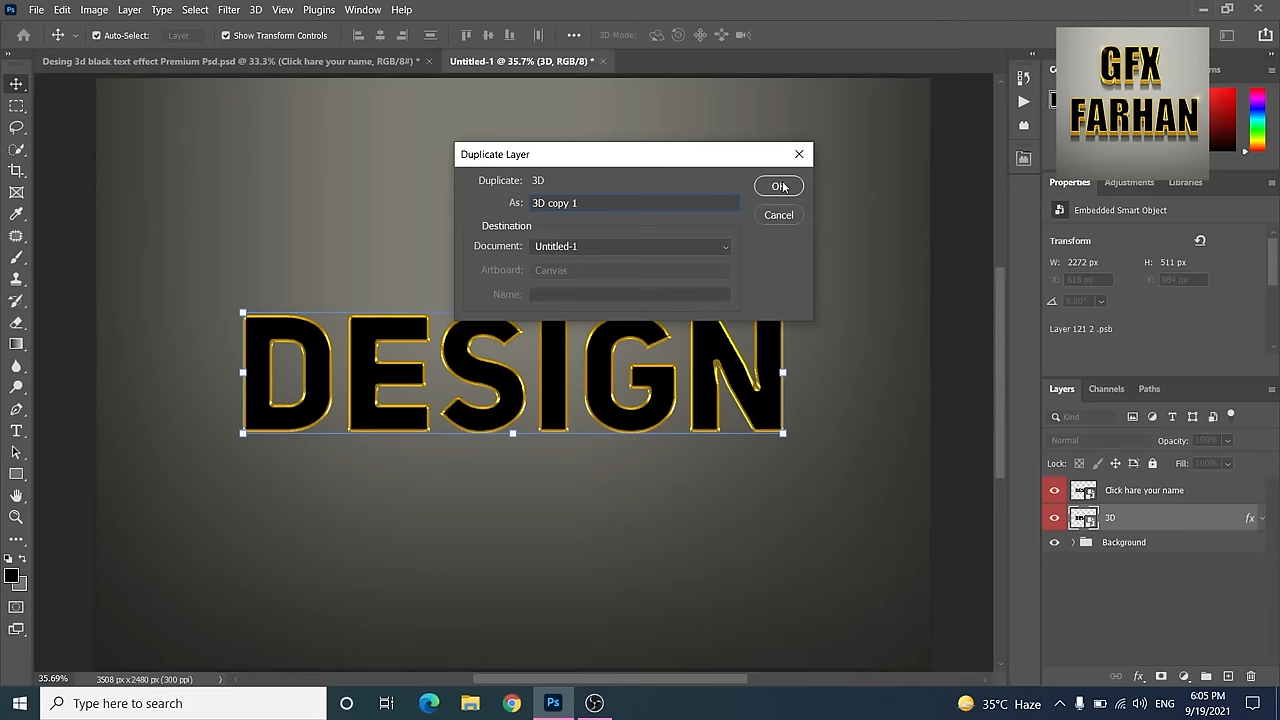 Ps File Edit Image Layer Type Select Filter 3D View Plugins Window Help
Auto-Select: Layer Show Transform Controls ••• 3D Mode:
Desing 3d black text effect Premium Psd.psd @ 33.3% (Click hare your name, RGB/8#) * ×
Untitled-1 @ 35.7% (3D, RGB/8) * ×
GFX
FARHAN
Duplicate Layer
Duplicate: 3D
As: 3D copy 1
OK
Cancel
Destination
Document: Untitled-1
Artboard: Canvas
Name:
DESIGN
Properties Adjustments Libraries
Embedded Smart Object
Transform
W: 2272 px H: 511 px
X: 618 px Y: 984 px
0.00°
Layer 121 2 .psb
Layers Channels Paths
Kind
Normal Opacity: 100%
Lock: Fill: 100%
Click hare your name
3D fx
Background
fx
35.69% 3508 px x 2480 px (300 ppi)
Type here to search
Ps
35°C Haze
ENG
6:05 PM
9/19/2021